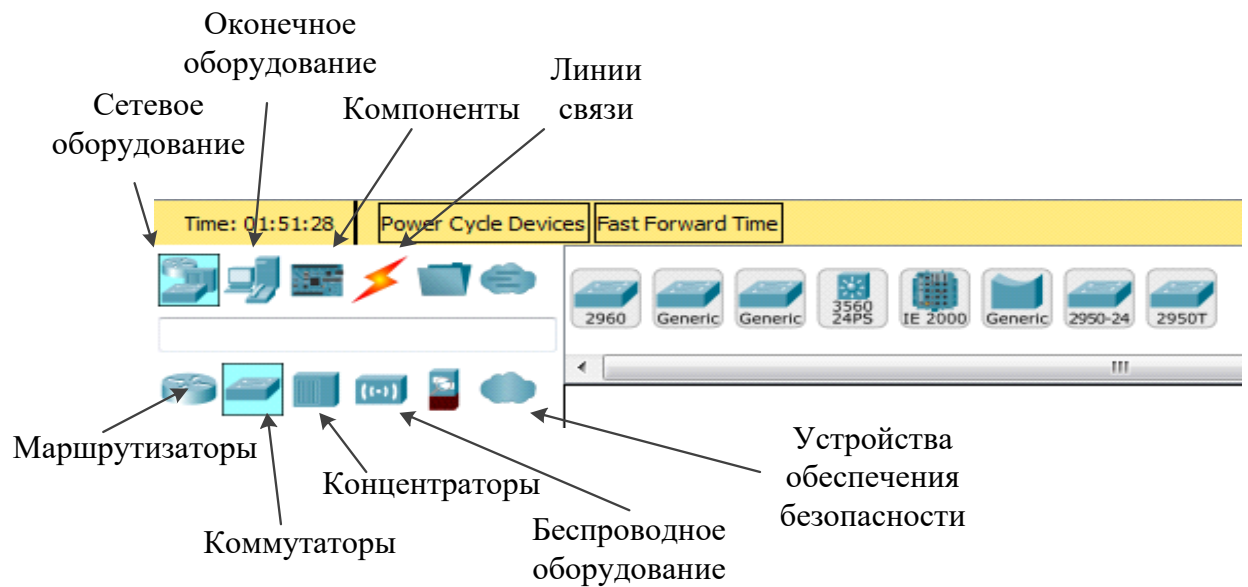 Оконечное
оборудование
Линии
связи
Сетевое
оборудование
Компоненты
Time: 01:51:28
Power Cycle Devices
Fast Forward Time
2960
Generic
Generic
3560
24PS
IE 2000
Generic
2950-24
2950T
Маршрутизаторы
Коммутаторы
Концентраторы
Беспроводное
оборудование
Устройства
обеспечения
безопасности